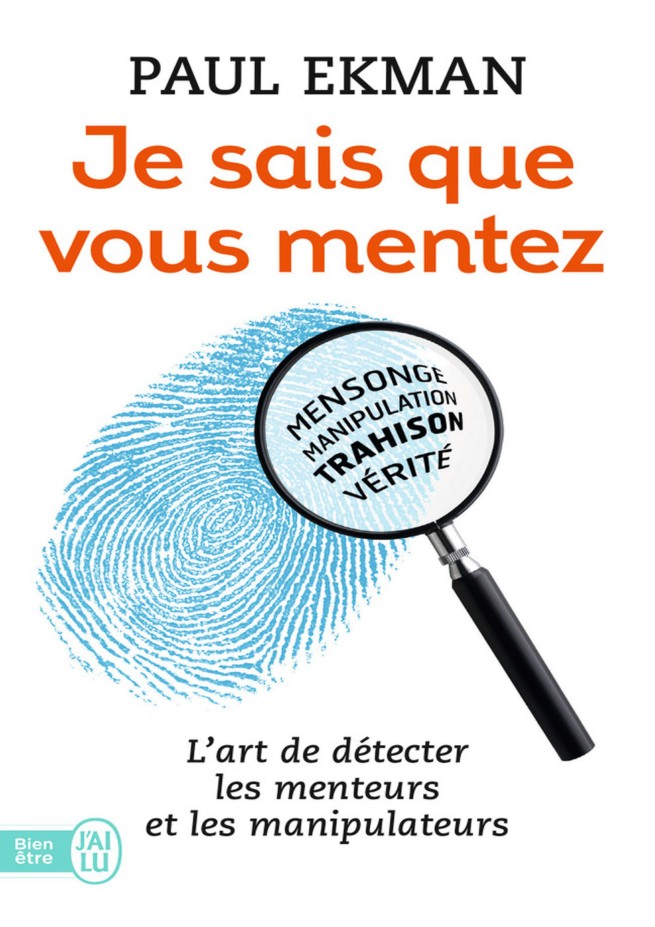 PAUL EKMAN
Je sais que
vous mentez
MENSONGE
MANIPULATION
TRAHISON
VÉRITÉ
L’art de détecter
les menteurs
et les manipulateurs
Bien
être
J’AI
LU